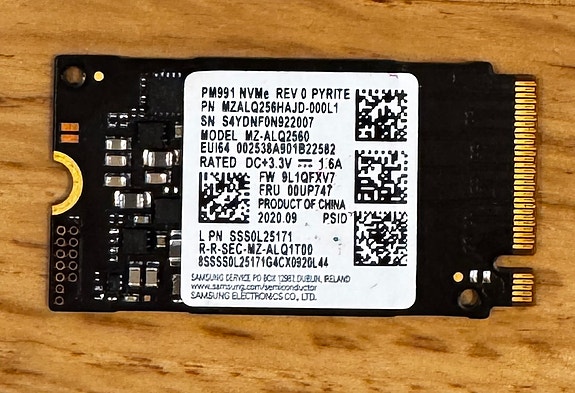 PM991 NVMe REV 0 PYRITE
PN MZALQ256HAJD-000L1
SN S4YDNF0N922007
MODEL MZ-ALQ2560
EUI64 002538A901B22582
RATED DC+3.3V ⎓ 1.6A
FW 9L1QFXV7
FRU 00UP747
PRODUCT OF CHINA
2020.09 PSID
L PN SSS0L25171
R-R-SEC-MZ-ALQ1T00
8SSSS0L25171G4CX0920L44
SAMSUNG SERVICE PO BOX 12987, DUBLIN, IRELAND
www.samsung.com/semiconductor
SAMSUNG ELECTRONICS CO., LTD.